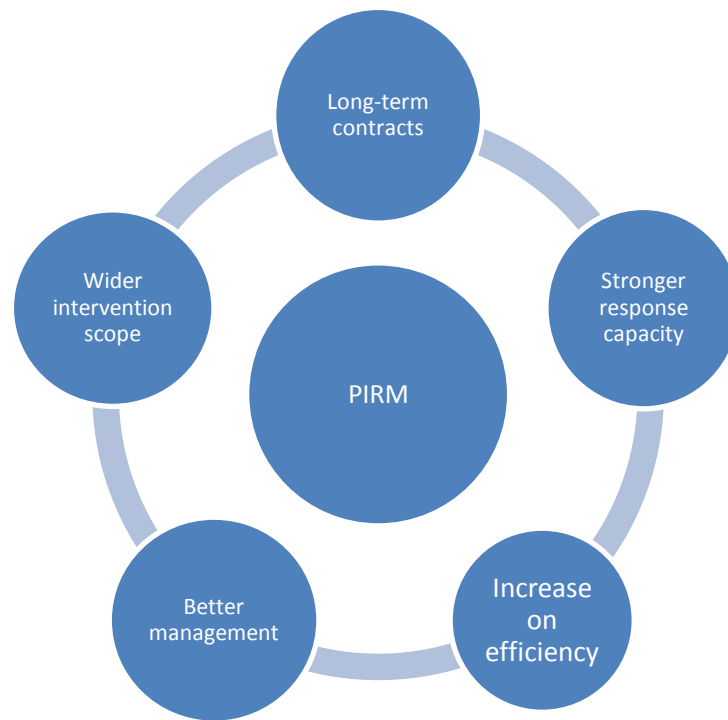 Long-term
contracts
Wider
intervention
scope
Stronger
response
capacity
PIRM
Better
management
Increase
on
efficiency